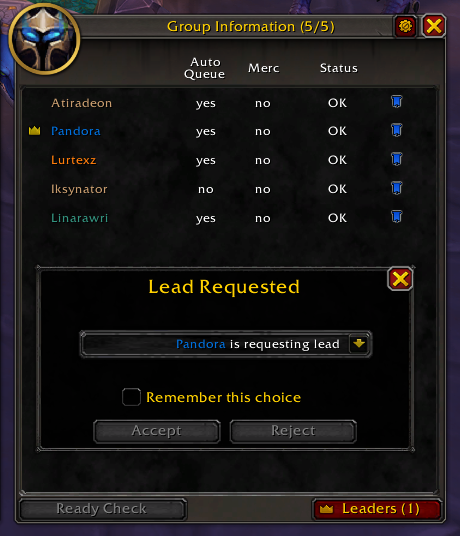 Group Information (5/5)
Auto Queue Merc Status
Atiradeon yes no OK
Pandora yes no OK
Lurtexz yes no OK
Iksynator no no OK
Linarawri yes no OK
Lead Requested
Pandora is requesting lead
Remember this choice
Accept Reject
Ready Check Leaders (1)